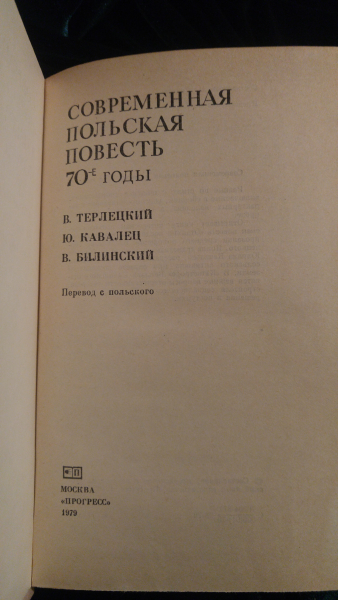 СОВРЕМЕННАЯ
ПОЛЬСКАЯ
ПОВЕСТЬ
70-Е ГОДЫ
В. ТЕРЛЕЦКИЙ
Ю. КАВАЛЕЦ
В. БИЛИНСКИЙ
Перевод с польского
П
МОСКВА
«ПРОГРЕСС»
1979